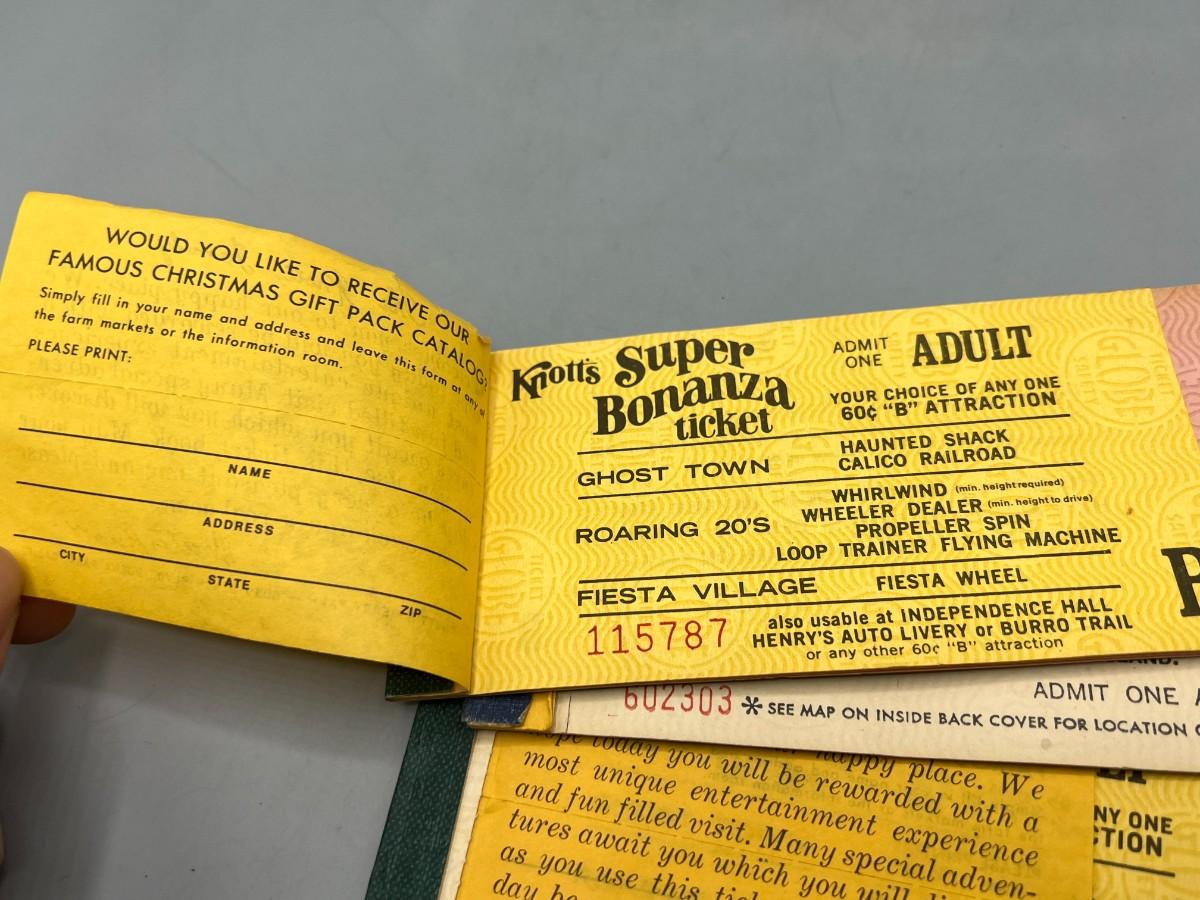 WOULD YOU LIKE TO RECEIVE OUR
FAMOUS CHRISTMAS GIFT PACK CATALOG?
Simply fill in your name and address and leave this form at any of
the farm markets or the information room.
PLEASE PRINT:
NAME
ADDRESS
CITY STATE ZIP
Knott's Super
Bonanza
ticket
ADMIT
ONE ADULT
YOUR CHOICE OF ANY ONE
60¢ "B" ATTRACTION
GHOST TOWN
HAUNTED SHACK
CALICO RAILROAD
ROARING 20'S
WHIRLWIND (min. height required)
WHEELER DEALER (min. height to drive)
PROPELLER SPIN
LOOP TRAINER FLYING MACHINE
FIESTA VILLAGE FIESTA WHEEL
115787
also usable at INDEPENDENCE HALL
HENRY'S AUTO LIVERY or BURRO TRAIL
or any other 60¢ "B" attraction
602303
ADMIT ONE
* SEE MAP ON INSIDE BACK COVER FOR LOCATION
today you will be rewarded with a
happy place. We
most unique entertainment experience
and fun filled visit. Many special adven-
tures await you which you will
as you use this
day
NY ONE
CTION